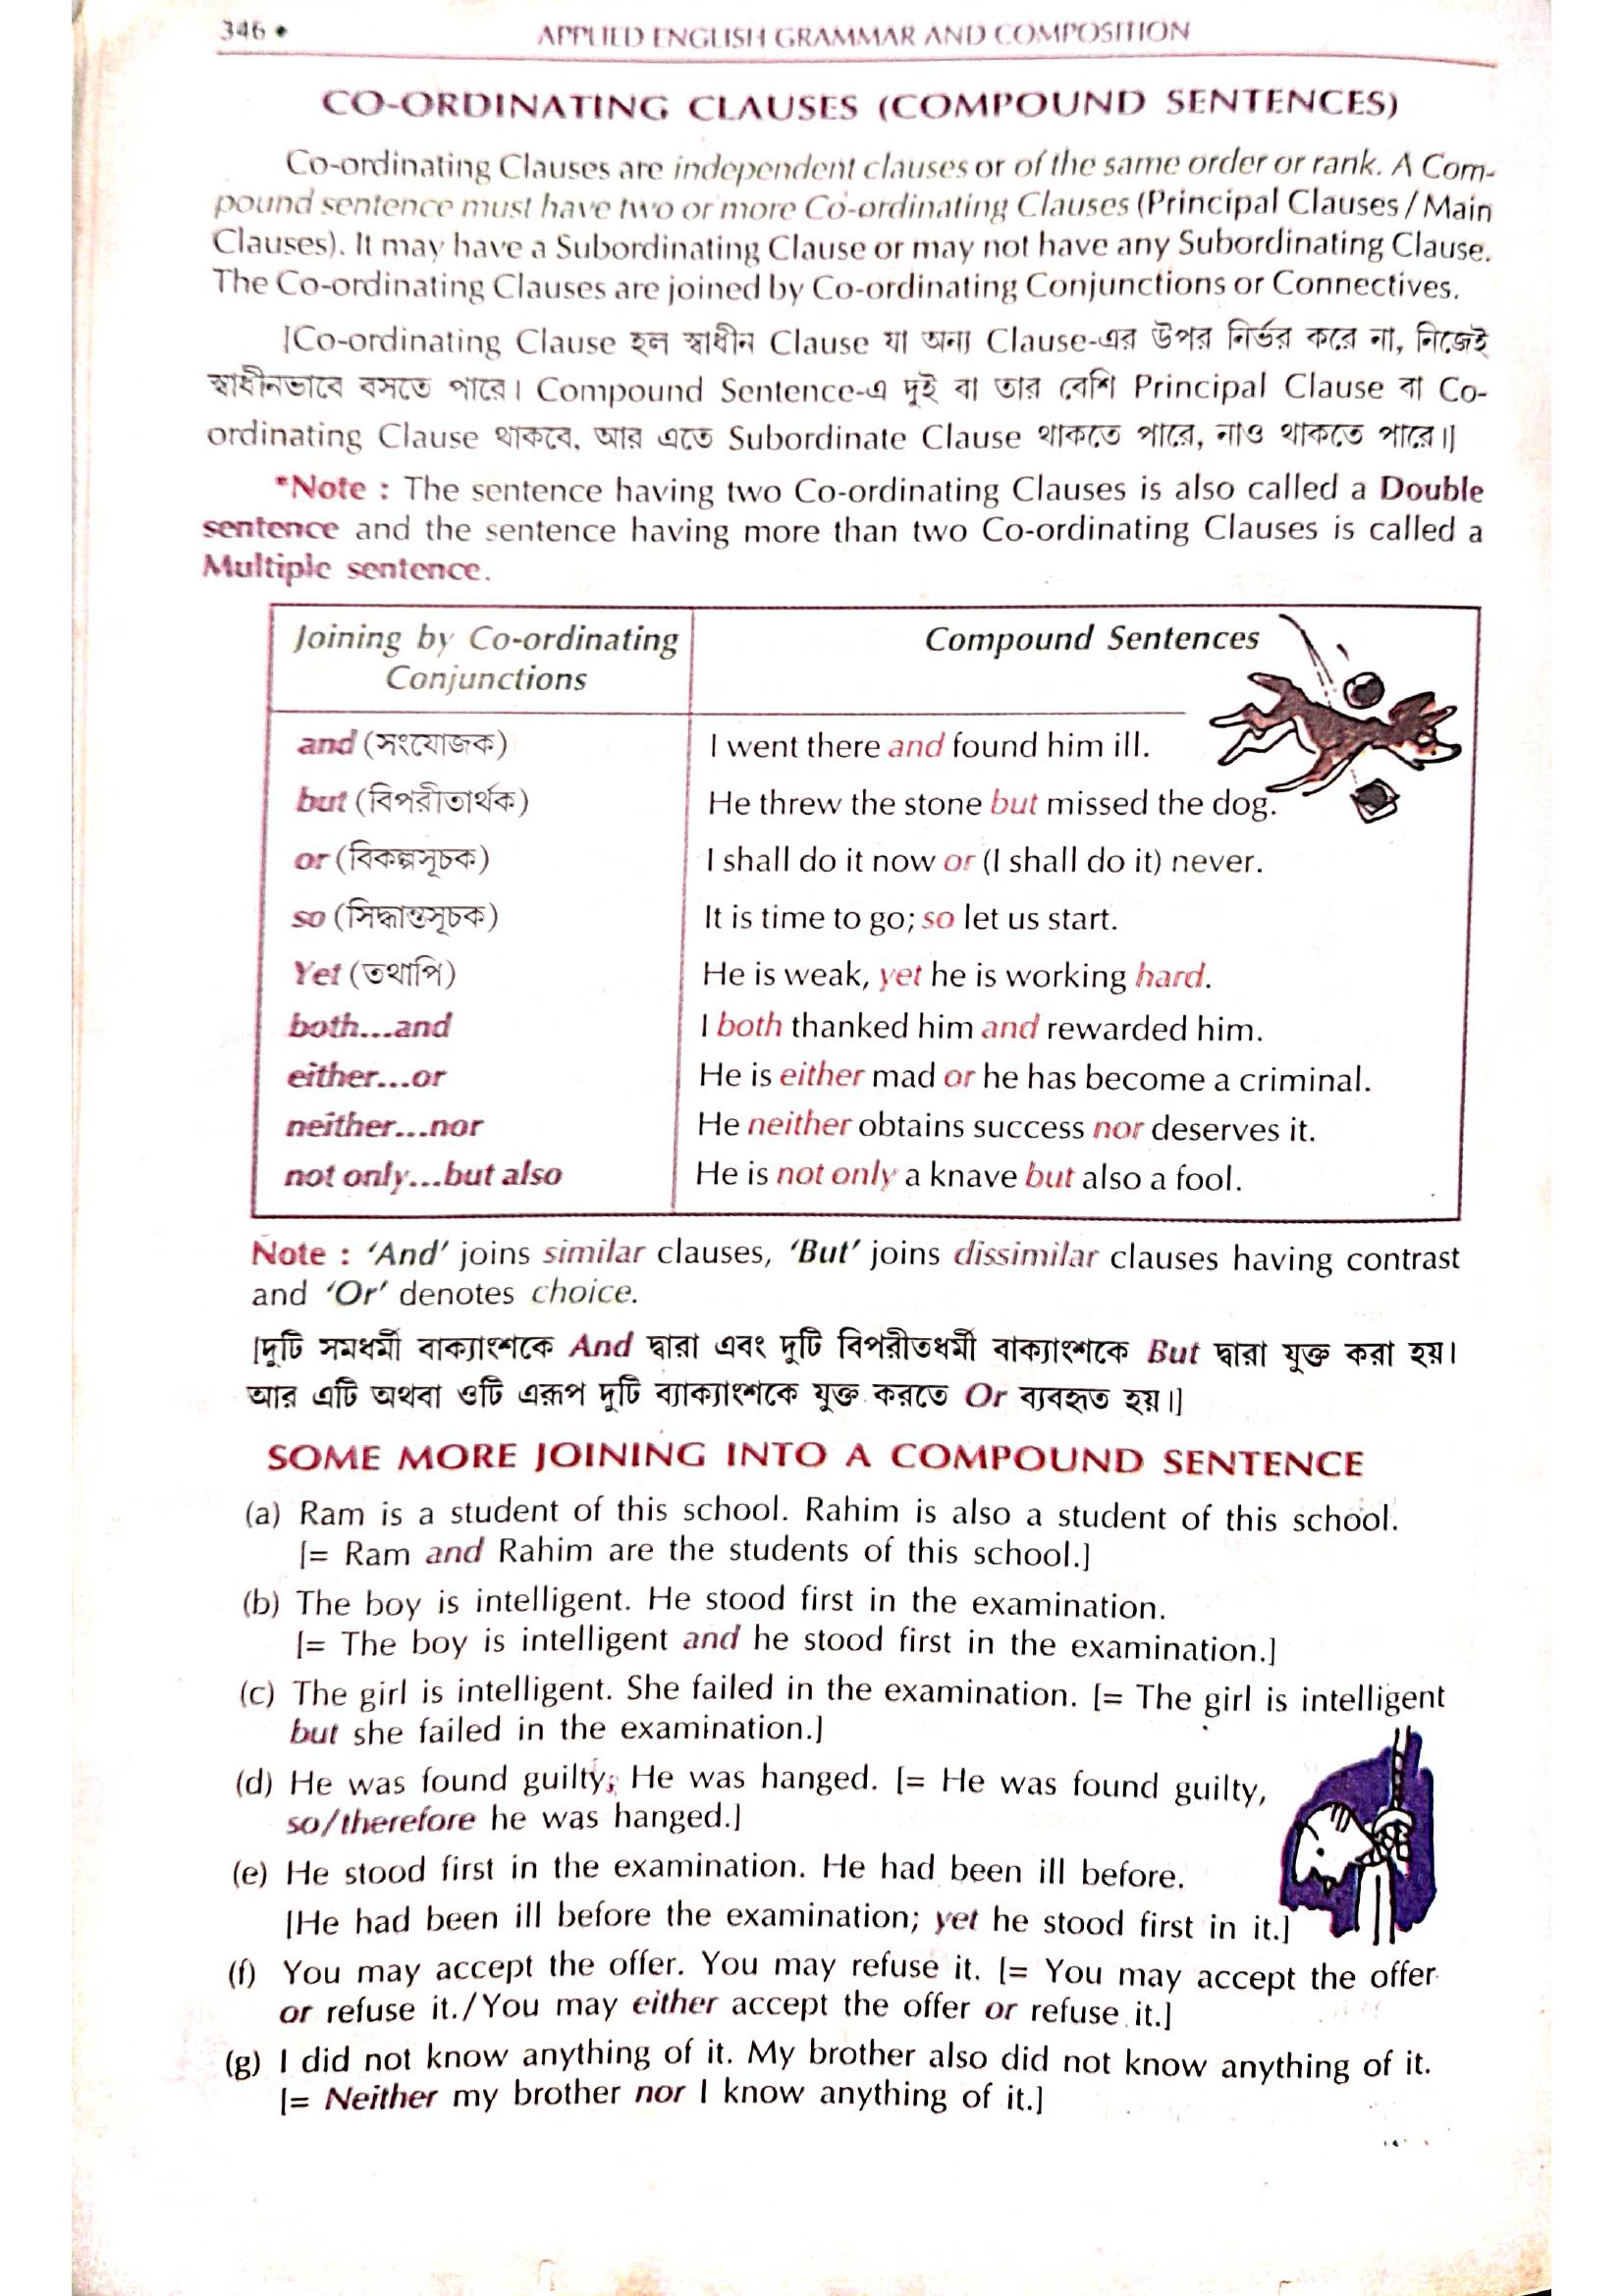 346 •
APPLIED ENGLISH GRAMMAR AND COMPOSITION
CO-ORDINATING CLAUSES (COMPOUND SENTENCES)
Co-ordinating Clauses are independent clauses or of the same order or rank. A Com-
pound sentence must have two or more Co-ordinating Clauses (Principal Clauses / Main
Clauses). It may have a Subordinating Clause or may not have any Subordinating Clause.
The Co-ordinating Clauses are joined by Co-ordinating Conjunctions or Connectives.
[Co-ordinating Clause হল স্বাধীন Clause যা অন্য Clause-এর উপর নির্ভর করে না, নিজেই
স্বাধীনভাবে বসতে পারে। Compound Sentence-এ দুই বা তার বেশি Principal Clause বা Co-
ordinating Clause থাকবে, আর এতে Subordinate Clause থাকতে পারে, নাও থাকতে পারে।]
*Note : The sentence having two Co-ordinating Clauses is also called a Double
sentence and the sentence having more than two Co-ordinating Clauses is called a
Multiple sentence.
Joining by Co-ordinating
Conjunctions
Compound Sentences
and (সংযোজক)
I went there and found him ill.
but (বিপরীতার্থক)
He threw the stone but missed the dog.
or (বিকল্পসূচক)
I shall do it now or (I shall do it) never.
so (সিদ্ধান্তসূচক)
It is time to go; so let us start.
Yet (তথাপি)
He is weak, yet he is working hard.
both...and
I both thanked him and rewarded him.
either...or
He is either mad or he has become a criminal.
neither...nor
He neither obtains success nor deserves it.
not only...but also
He is not only a knave but also a fool.
Note : 'And' joins similar clauses, 'But' joins dissimilar clauses having contrast
and 'Or' denotes choice.
[দুটি সমধর্মী বাক্যাংশকে And দ্বারা এবং দুটি বিপরীতধর্মী বাক্যাংশকে But দ্বারা যুক্ত করা হয়।
আর এটি অথবা ওটি এরূপ দুটি ব্যাক্যাংশকে যুক্ত করতে Or ব্যবহৃত হয়।]
SOME MORE JOINING INTO A COMPOUND SENTENCE
(a) Ram is a student of this school. Rahim is also a student of this school.
[= Ram and Rahim are the students of this school.]
(b) The boy is intelligent. He stood first in the examination.
[= The boy is intelligent and he stood first in the examination.]
(c) The girl is intelligent. She failed in the examination. [= The girl is intelligent
but she failed in the examination.]
(d) He was found guilty; He was hanged. [= He was found guilty,
so/therefore he was hanged.]
(e) He stood first in the examination. He had been ill before.
[He had been ill before the examination; yet he stood first in it.]
(f) You may accept the offer. You may refuse it. [= You may accept the offer
or refuse it./You may either accept the offer or refuse it.]
(g) I did not know anything of it. My brother also did not know anything of it.
[= Neither my brother nor I know anything of it.]